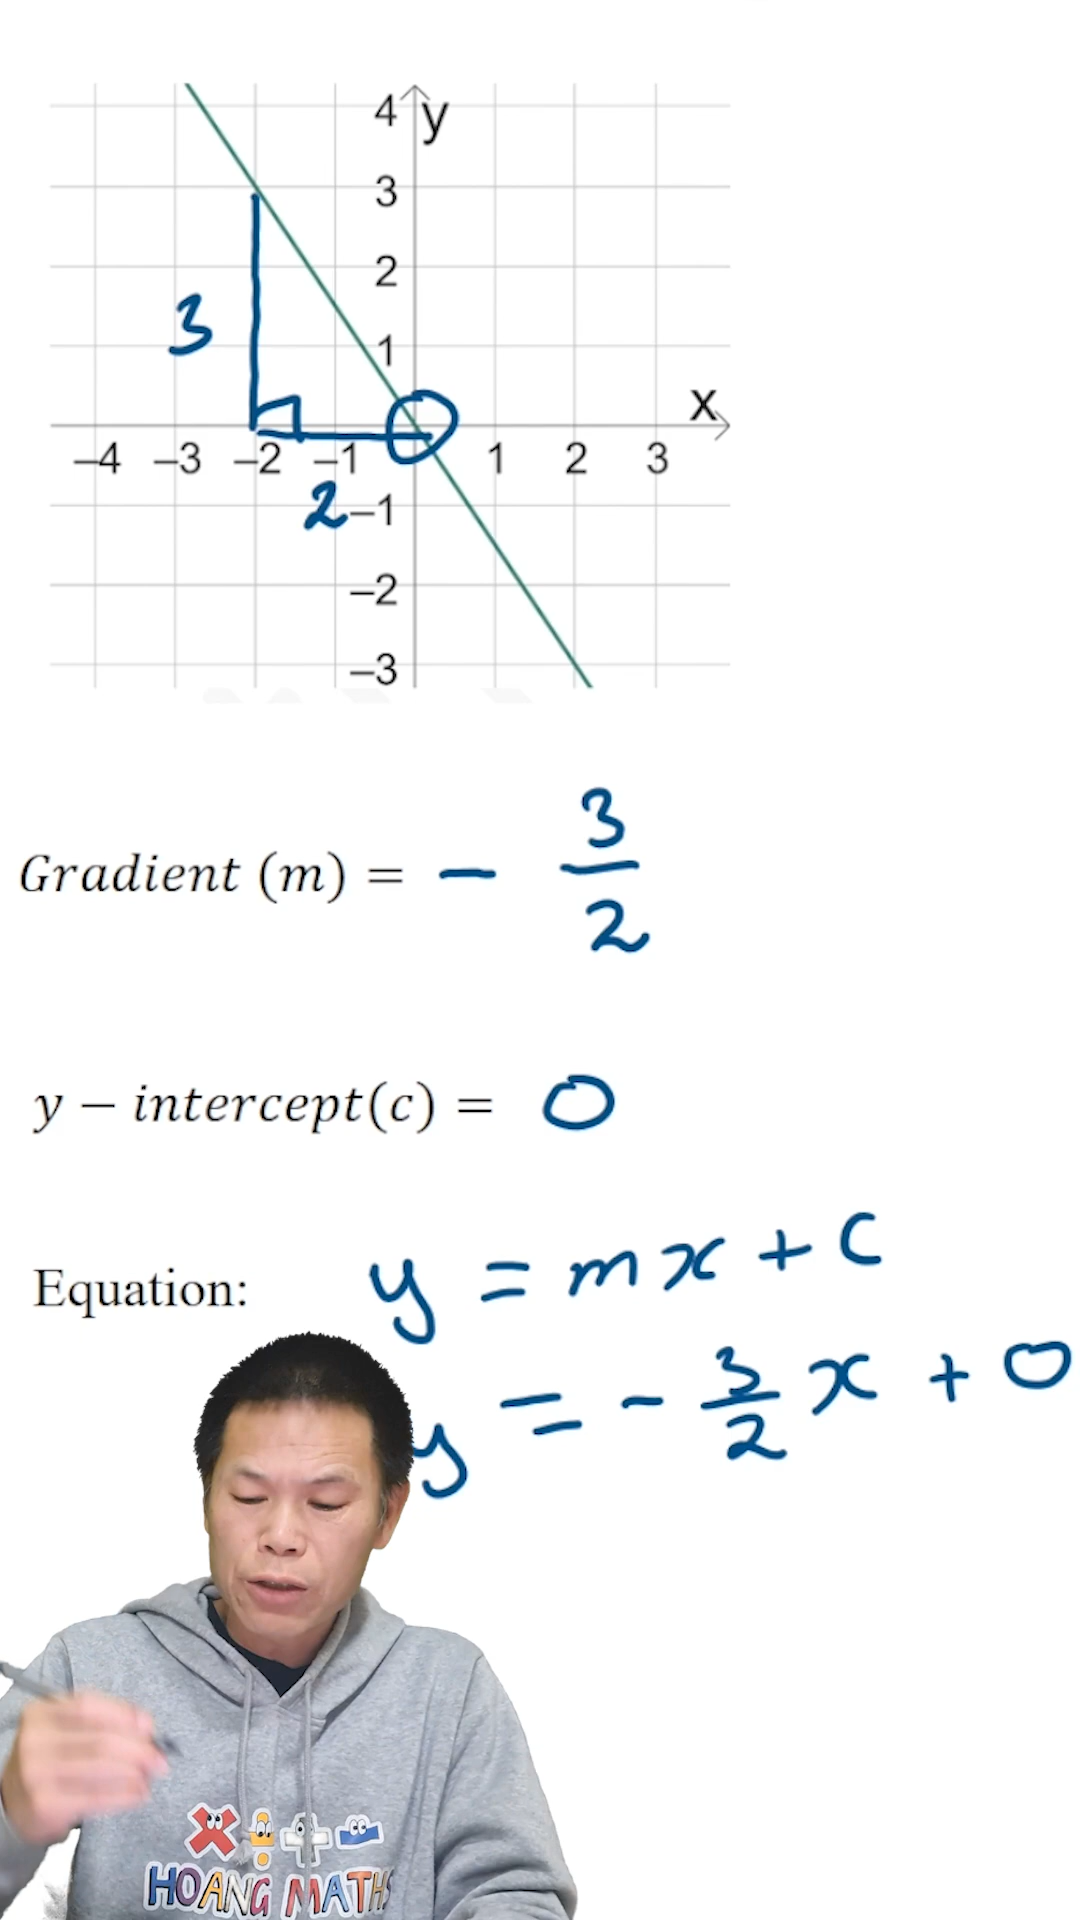 4 y
3
2
3
1
x
–4 –3 –2 –1 1 2 3
2 –1
–2
–3
Gradient (m) = – 3/2
y – intercept(c) = 0
Equation: y = mx + c
y = - 3/2 x + 0
HOANG MATHS